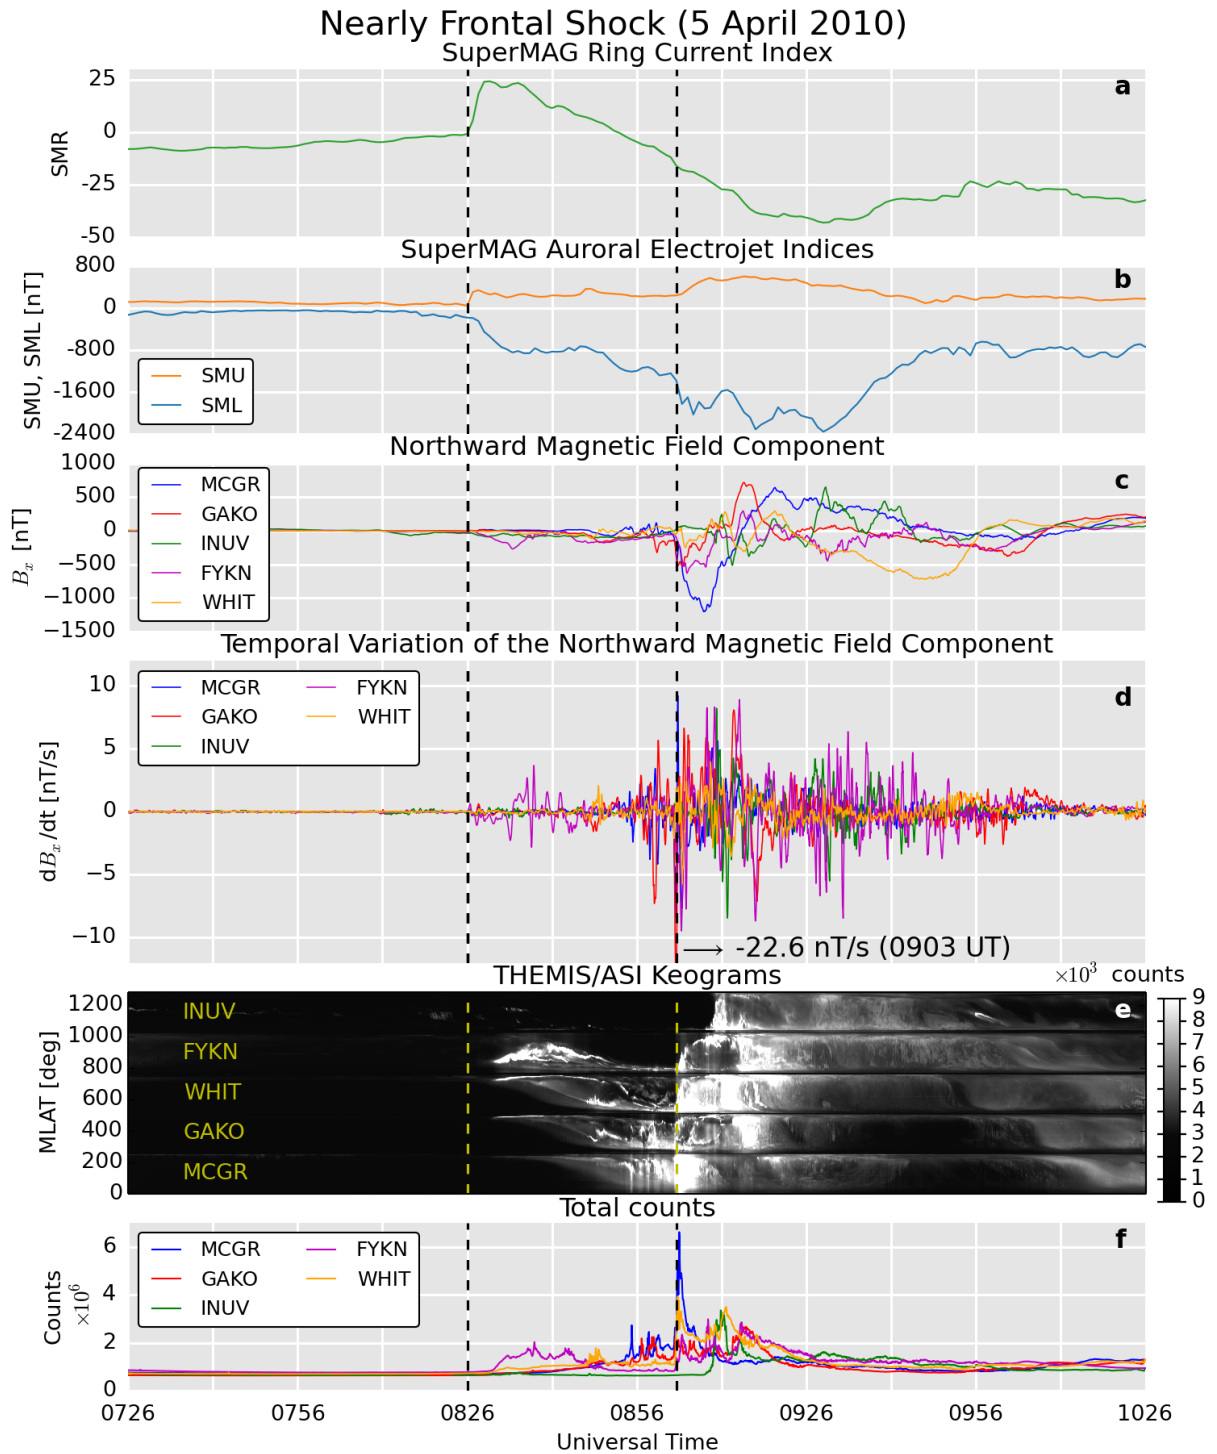 Nearly Frontal Shock (5 April 2010)
SuperMAG Ring Current Index
a
SMR
25
0
-25
-50
SuperMAG Auroral Electrojet Indices
b
SMU, SML [nT]
800
0
-800
-1600
-2400
SMU
SML
Northward Magnetic Field Component
c
Bₓ [nT]
1000
500
0
−500
−1000
−1500
MCGR
GAKO
INUV
FYKN
WHIT
Temporal Variation of the Northward Magnetic Field Component
d
dBₓ/dt [nT/s]
10
5
0
−5
−10
MCGR FYKN
GAKO WHIT
INUV
→ -22.6 nT/s (0903 UT)
THEMIS/ASI Keograms
×10³ counts
e
MLAT [deg]
1200
1000
800
600
400
200
0
INUV
FYKN
WHIT
GAKO
MCGR
9
8
7
6
5
4
3
2
1
0
Total counts
f
Counts
×10⁶
6
4
2
0
MCGR FYKN
GAKO WHIT
INUV
0726 0756 0826 0856 0926 0956 1026
Universal Time